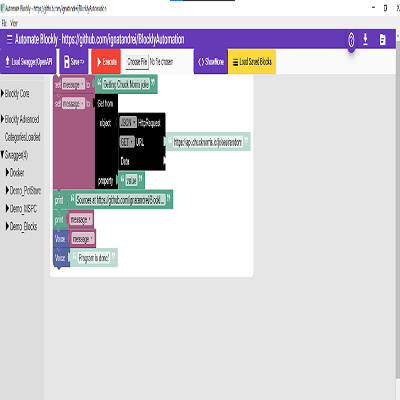 Automate Blockly - https://github.com/ignatandrei/BlocklyAutomation
File View
Automate Blockly - https://github.com/ignatandrei/BlocklyAutomation
Load Swagger/OpenAPI Save Execute Choose File No file chosen ShowMore Load Saved Blocks
Blockly Core
Blockly Advanced
CategoriesLoaded
Swagger(4)
Docker
Demo_PetStore
Demo_MSPC
Demo_Blocks
set message to “ Getting Chuck Norris joke ”
set message to Get from
object JSON HttpRequest
GET URL “ https://api.chucknorris.io/jokes/random ”
Data
property “ value ”
print “ Sources at https://github.com/ignatandrei/Block... ”
print message
Voice message
Voice “ Program is done! ”